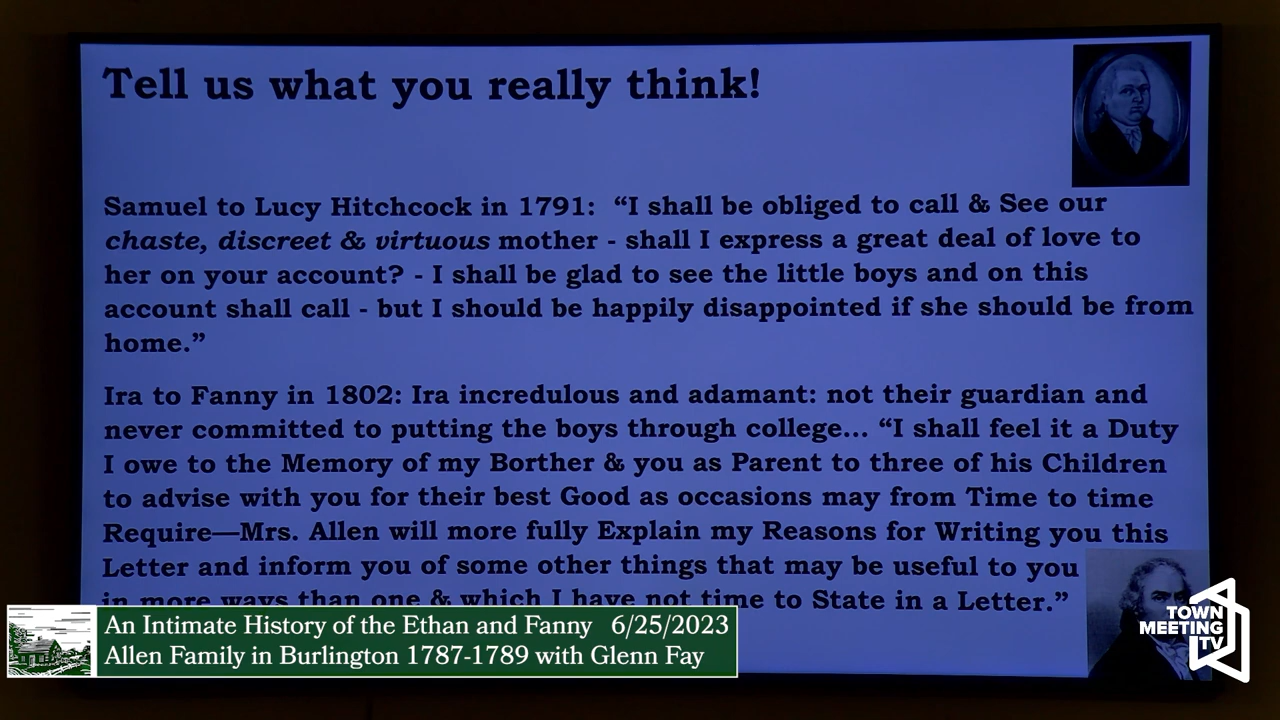 Tell us what you really think!
Samuel to Lucy Hitchcock in 1791:  “I shall be obliged to call & See our
chaste, discreet & virtuous mother - shall I express a great deal of love to
her on your account? - I shall be glad to see the little boys and on this
account shall call - but I should be happily disappointed if she should be from
home.”
Ira to Fanny in 1802: Ira incredulous and adamant: not their guardian and
never committed to putting the boys through college... “I shall feel it a Duty
I owe to the Memory of my Borther & you as Parent to three of his Children
to advise with you for their best Good as occasions may from Time to time
Require—Mrs. Allen will more fully Explain my Reasons for Writing you this
Letter and inform you of some other things that may be useful to you
in more ways than one & which I have not time to State in a Letter.”
An Intimate History of the Ethan and Fanny 6/25/2023
Allen Family in Burlington 1787-1789 with Glenn Fay
TOWN
MEETING
TV